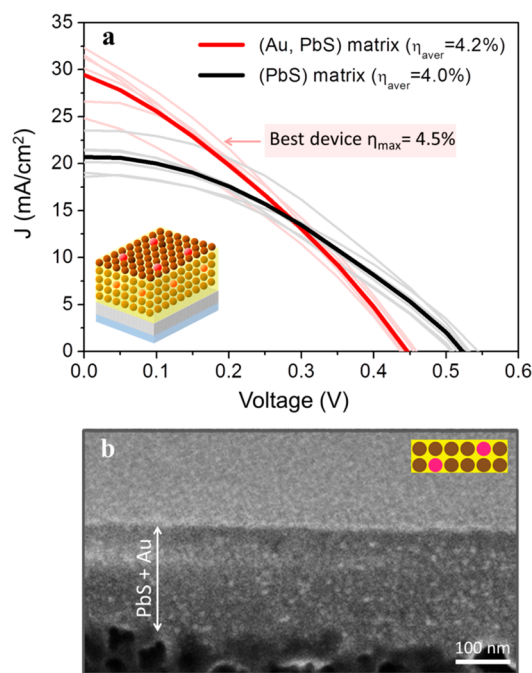 a
(Au, PbS) matrix (η_aver=4.2%)
(PbS) matrix (η_aver=4.0%)
Best device η_max= 4.5%
J (mA/cm²)
35
30
25
20
15
10
5
0
0.0 0.1 0.2 0.3 0.4 0.5 0.6
Voltage (V)
b
PbS + Au
100 nm